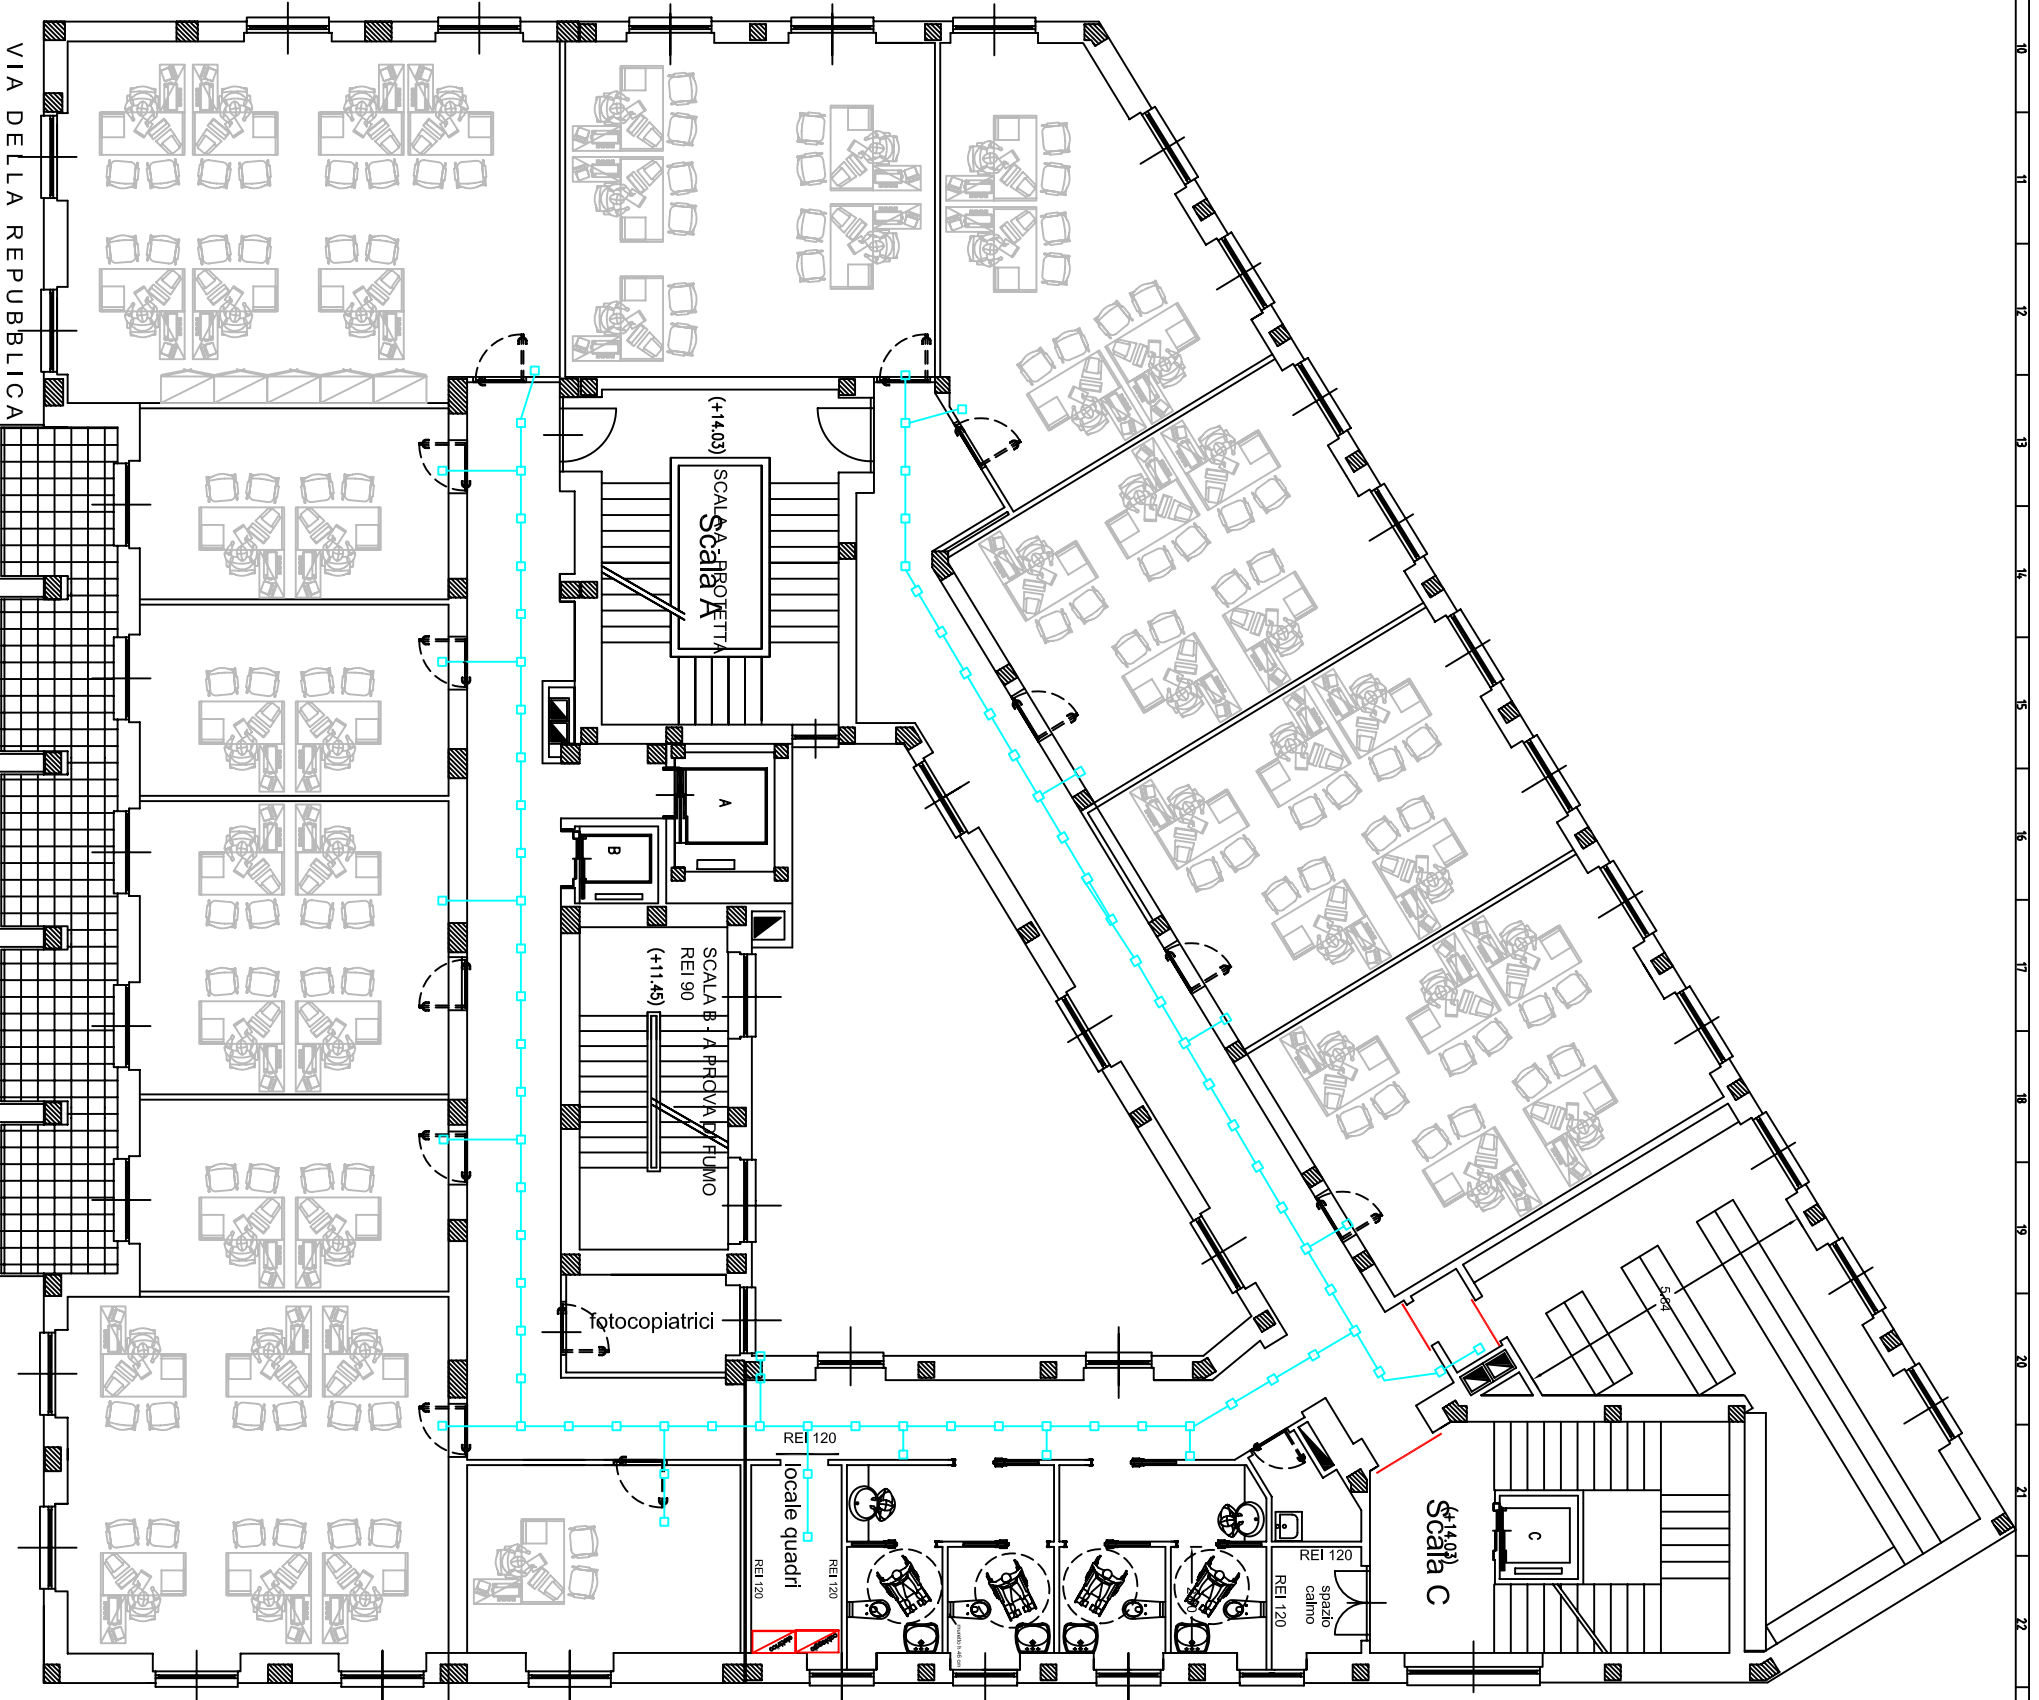 VIA DELLA REPUBBLICA
(+14.03)
SCALA A - PROTETTA
Scala A
A
B
(+11.45)
REI 90
SCALA B - A PROVA DI FUMO
fotocopiatrici
REI 120
locale quadri
REI 120
REI 120
REI 120
REI 120
spazio
calmo
(+14.03)
Scala C
C
5,84
10
11
12
13
14
15
16
17
18
19
20
21
22